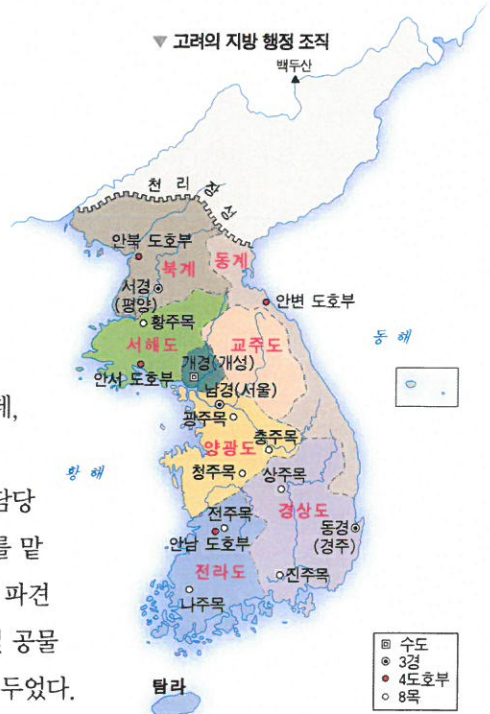 ▼ 고려의 지방 행정 조직
백두산
천 리 장 성
안북 도호부
북계
동계
서경
(평양)
안변 도호부
황주목
서해도
교주도
동 해
개경(개성)
안서 도호부
남경(서울)
광주목
데,
양광도
충주목
황 해
청주목
상주목
담당
경상도
전주목
동경
(경주)
를 맡
안남 도호부
전라도
진주목
파견
나주목
공물
수도
3경
4도호부
8목
두었다.
탐라